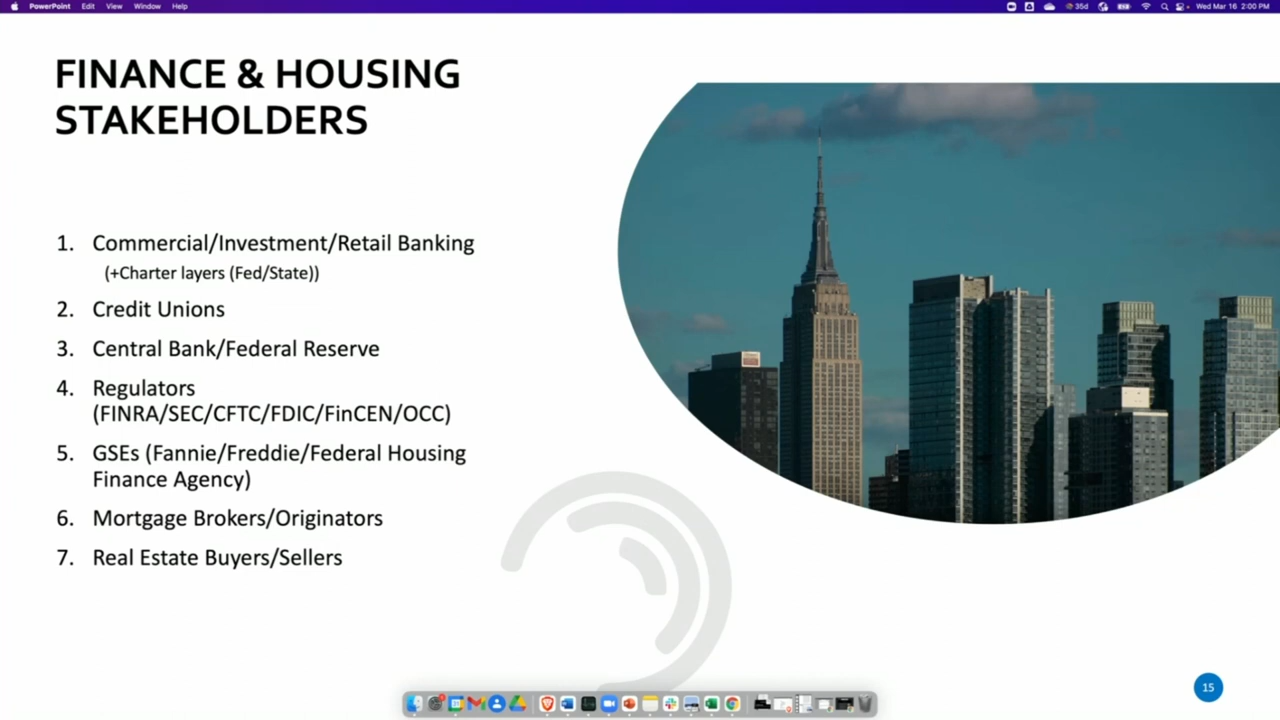 PowerPoint Edit View Window Help
35d Wed Mar 16 2:00 PM
FINANCE & HOUSING
STAKEHOLDERS
1. Commercial/Investment/Retail Banking
(+Charter layers (Fed/State))
2. Credit Unions
3. Central Bank/Federal Reserve
4. Regulators
(FINRA/SEC/CFTC/FDIC/FinCEN/OCC)
5. GSEs (Fannie/Freddie/Federal Housing
Finance Agency)
6. Mortgage Brokers/Originators
7. Real Estate Buyers/Sellers
15